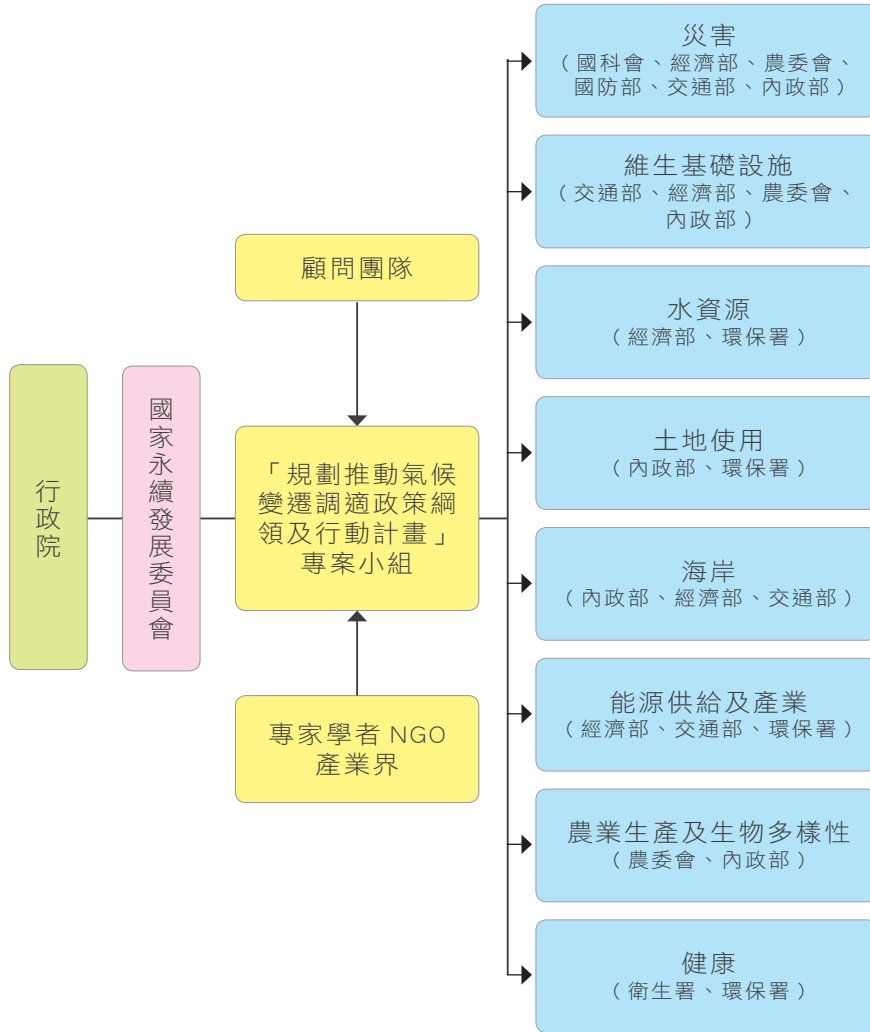 行政院
國家永續發展委員會
顧問團隊
「規劃推動氣候
變遷調適政策綱
領及行動計畫」
專案小組
專家學者 NGO
產業界
災害
（國科會、經濟部、農委會、
國防部、交通部、內政部）
維生基礎設施
（交通部、經濟部、農委會、
內政部）
水資源
（經濟部、環保署）
土地使用
（內政部、環保署）
海岸
（內政部、經濟部、交通部）
能源供給及產業
（經濟部、交通部、環保署）
農業生產及生物多樣性
（農委會、內政部）
健康
（衛生署、環保署）